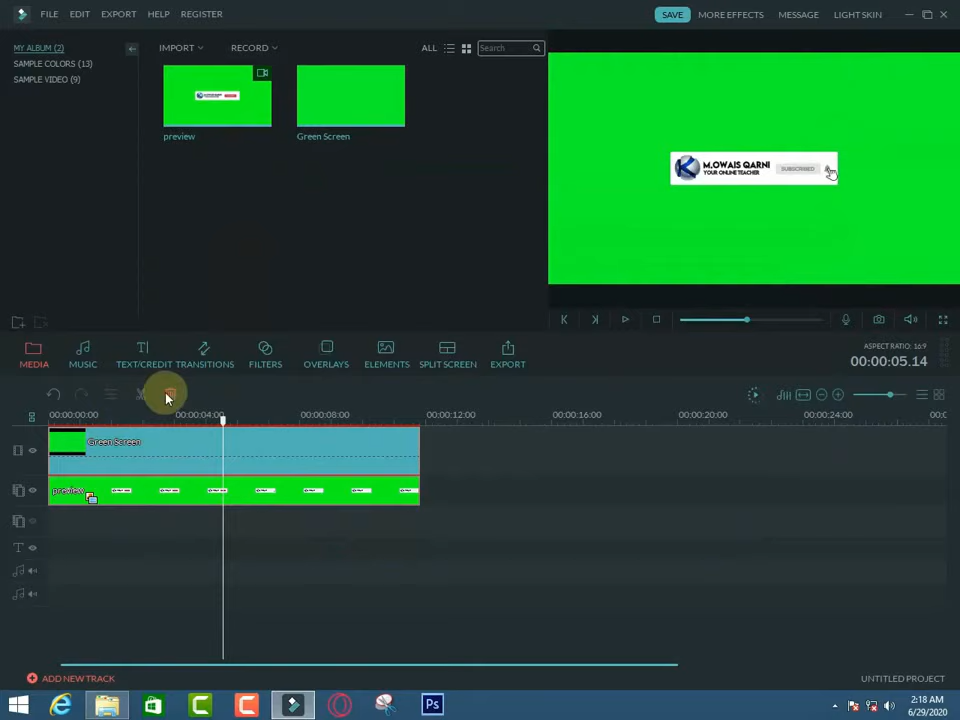 FILE EDIT EXPORT HELP REGISTER SAVE MORE EFFECTS MESSAGE LIGHT SKIN
MY ALBUM (2)
SAMPLE COLORS (13)
SAMPLE VIDEO (9)
IMPORT RECORD ALL Search
preview
Green Screen
M.OWAIS QARNI
YOUR ONLINE TEACHER
SUBSCRIBED
ASPECT RATIO: 16:9
00:00:05.14
MEDIA MUSIC TEXT/CREDIT TRANSITIONS FILTERS OVERLAYS ELEMENTS SPLIT SCREEN EXPORT
00:00:00:00 00:00:04:00 00:00:08:00 00:00:12:00 00:00:16:00 00:00:20:00 00:00:24:00
Green Screen
preview
ADD NEW TRACK
UNTITLED PROJECT
Ps
2:18 AM
6/29/2020